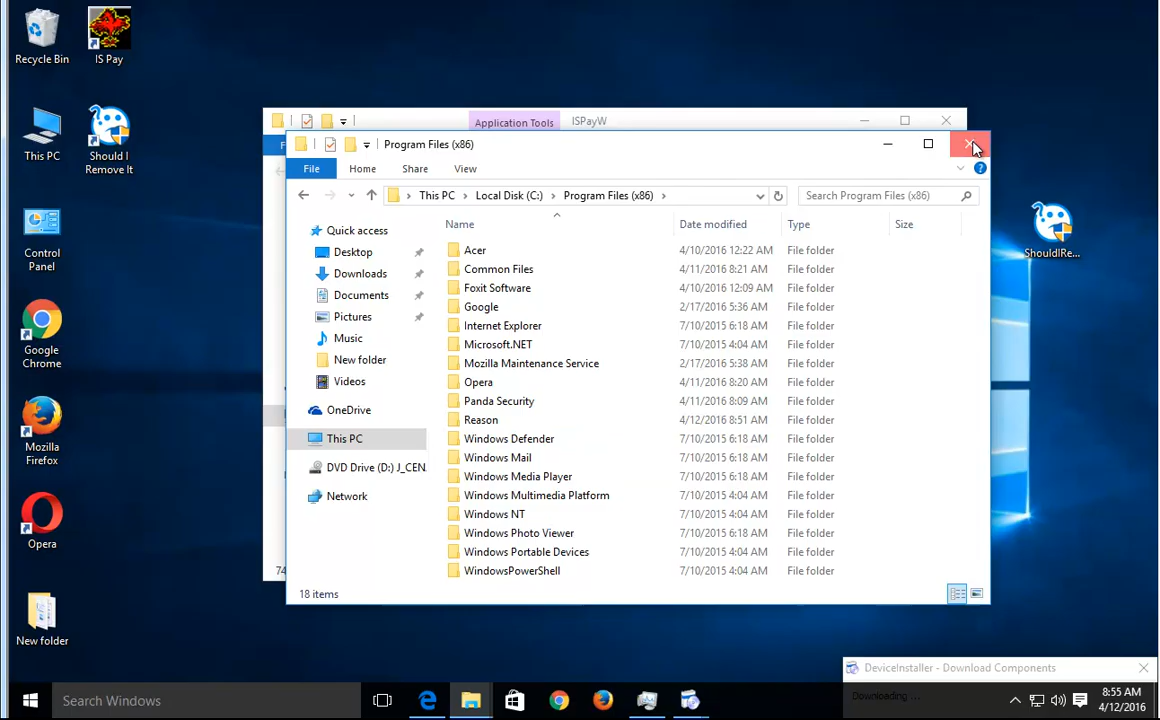 Recycle Bin
IS Pay
This PC
Should I
Remove It
Control
Panel
Google
Chrome
Mozilla
Firefox
Opera
New folder
ShouldIRe...
Application Tools
ISPayW
F
74
Program Files (x86)
File
Home
Share
View
This PC > Local Disk (C:) > Program Files (x86) >
Search Program Files (x86)
Quick access
Desktop
Downloads
Documents
Pictures
Music
New folder
Videos
OneDrive
This PC
DVD Drive (D:) J_CEN
Network
Name Date modified Type Size
Acer 4/10/2016 12:22 AM File folder
Common Files 4/11/2016 8:21 AM File folder
Foxit Software 4/10/2016 12:09 AM File folder
Google 2/17/2016 5:36 AM File folder
Internet Explorer 7/10/2015 6:18 AM File folder
Microsoft.NET 7/10/2015 4:04 AM File folder
Mozilla Maintenance Service 2/17/2016 5:38 AM File folder
Opera 4/11/2016 8:20 AM File folder
Panda Security 4/11/2016 8:09 AM File folder
Reason 4/12/2016 8:51 AM File folder
Windows Defender 7/10/2015 6:18 AM File folder
Windows Mail 7/10/2015 6:18 AM File folder
Windows Media Player 7/10/2015 6:18 AM File folder
Windows Multimedia Platform 7/10/2015 4:04 AM File folder
Windows NT 7/10/2015 4:04 AM File folder
Windows Photo Viewer 7/10/2015 6:18 AM File folder
Windows Portable Devices 7/10/2015 4:04 AM File folder
WindowsPowerShell 7/10/2015 4:04 AM File folder
18 items
DeviceInstaller - Download Components
Downloading ...
Search Windows
8:55 AM
4/12/2016